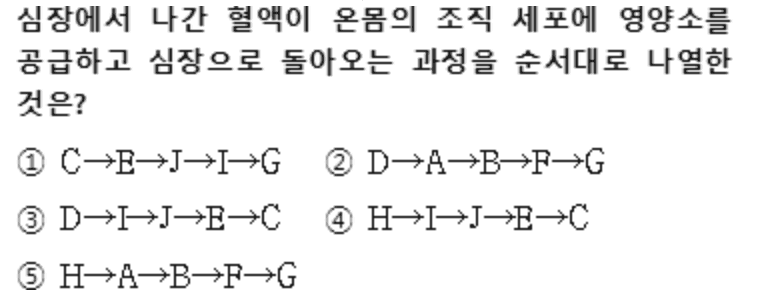 심장에서 나간 혈액이 온몸의 조직 세포에 영양소를
공급하고 심장으로 돌아오는 과정을 순서대로 나열한
것은?
① C→E→J→I→G ② D→A→B→F→G
③ D→I→J→E→C ④ H→I→J→E→C
⑤ H→A→B→F→G